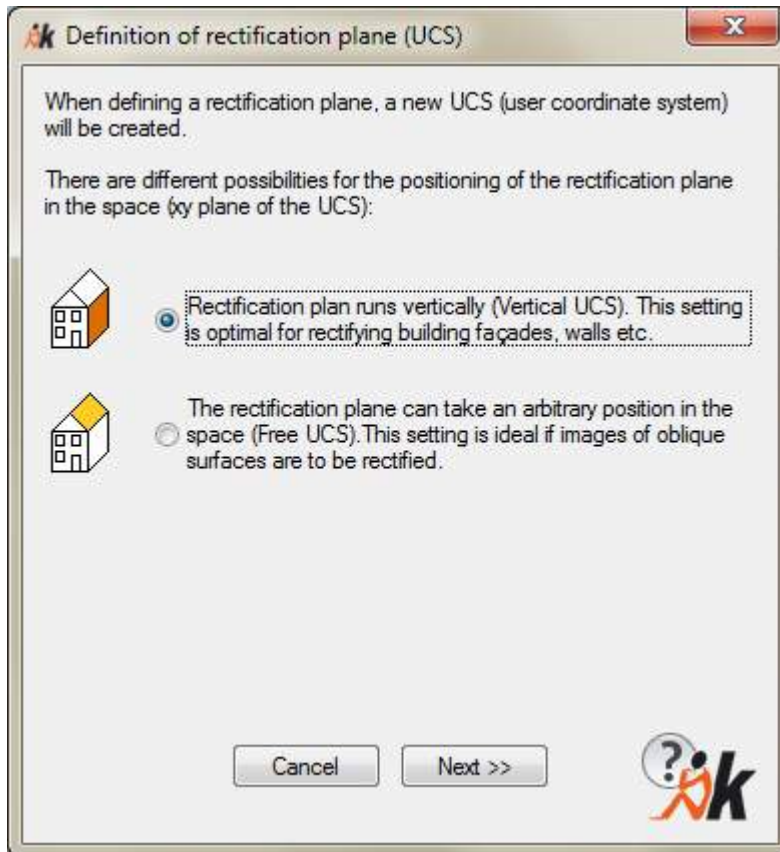 k Definition of rectification plane (UCS)
When defining a rectification plane, a new UCS (user coordinate system)
will be created.
There are different possibilities for the positioning of the rectification plane
in the space (xy plane of the UCS):
Rectification plan runs vertically (Vertical UCS). This setting
is optimal for rectifying building façades, walls etc.
The rectification plane can take an arbitrary position in the
space (Free UCS).This setting is ideal if images of oblique
surfaces are to be rectified.
Cancel Next >>
? k